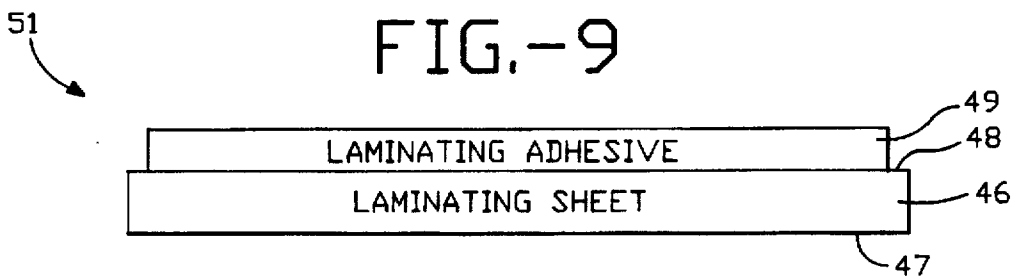 51
FIG.-9
49
LAMINATING ADHESIVE
48
LAMINATING SHEET
46
47